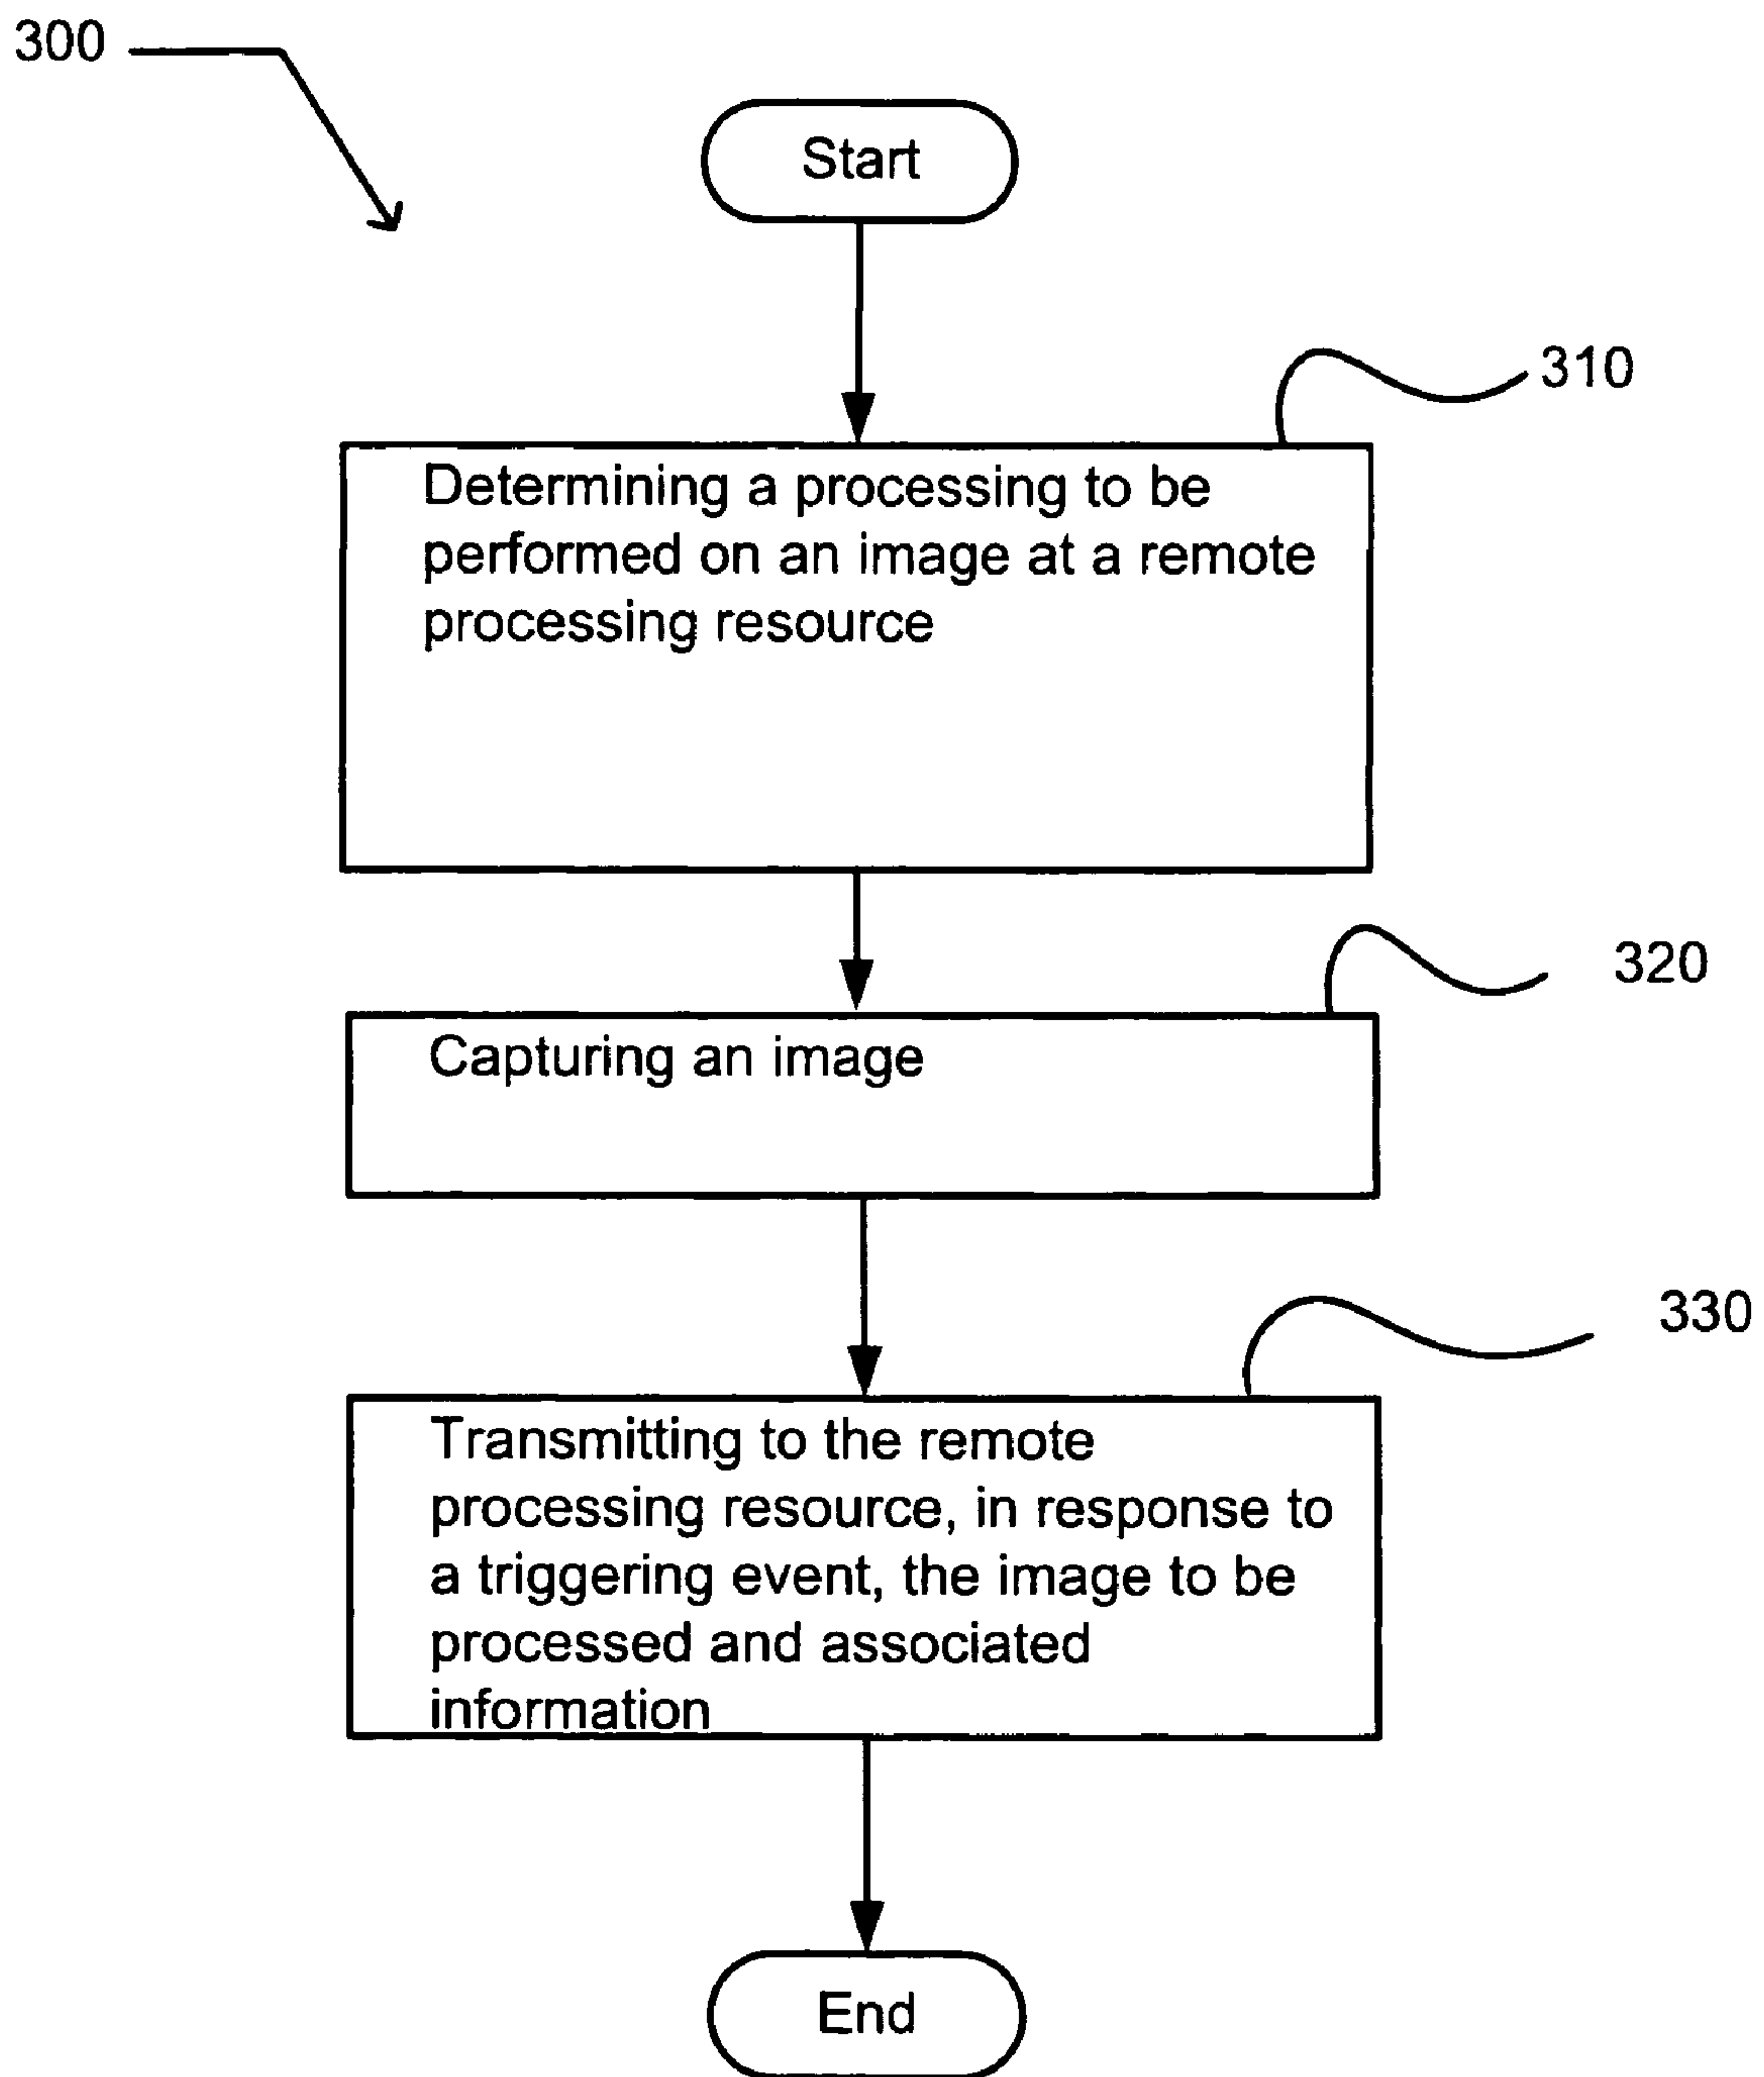 300
Start
310
Determining a processing to be
performed on an image at a remote
processing resource
320
Capturing an image
330
Transmitting to the remote
processing resource, in response to
a triggering event, the image to be
processed and associated
information
End